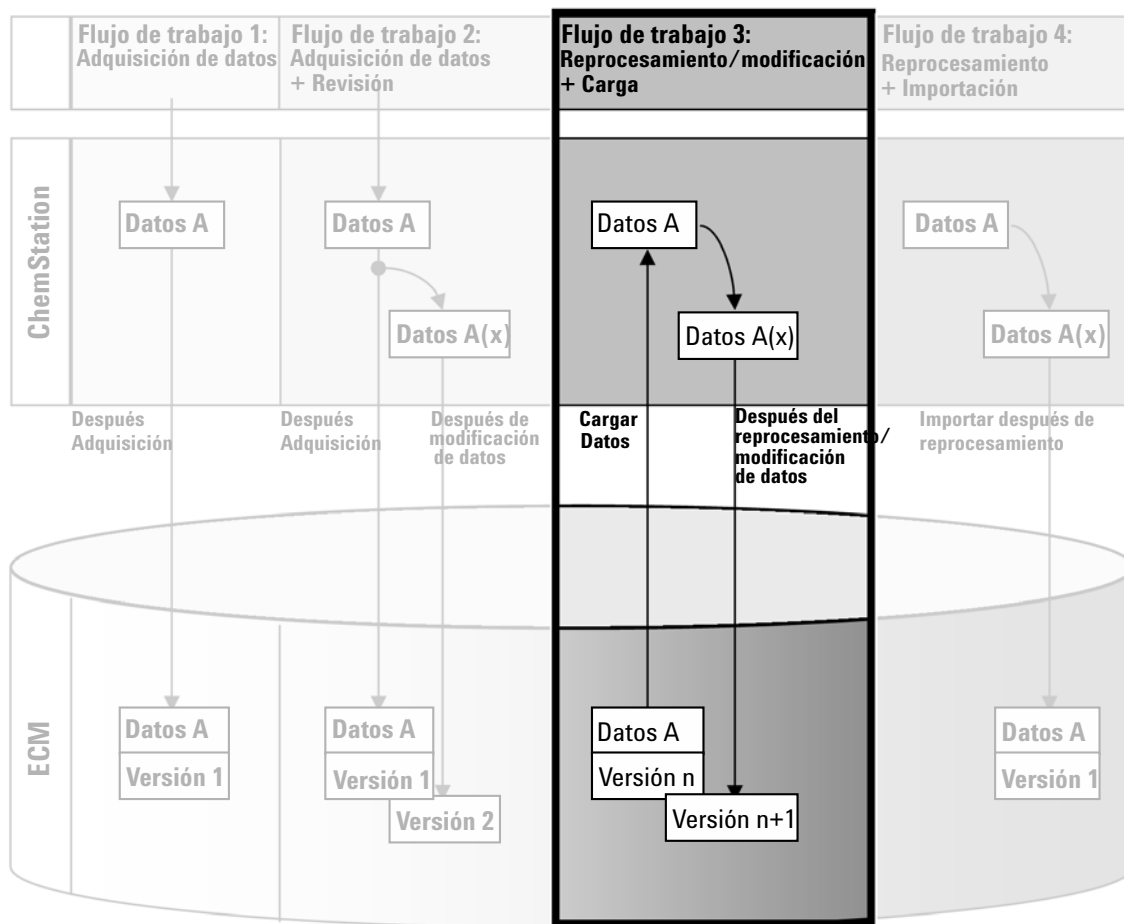 Flujo de trabajo 1:
Adquisición de datos
Flujo de trabajo 2:
Adquisición de datos
+ Revisión
Flujo de trabajo 3:
Reprocesamiento/modificación
+ Carga
Flujo de trabajo 4:
Reprocesamiento
+ Importación
ChemStation
Datos A
Datos A
Datos A(x)
Datos A
Datos A(x)
Datos A
Datos A(x)
Después
Adquisición
Después
Adquisición
Después de
modificación
de datos
Cargar
Datos
Después del
reprocesamiento/
modificación
de datos
Importar después de
reprocesamiento
ECM
Datos A
Versión 1
Datos A
Versión 1
Versión 2
Datos A
Versión n
Versión n+1
Datos A
Versión 1